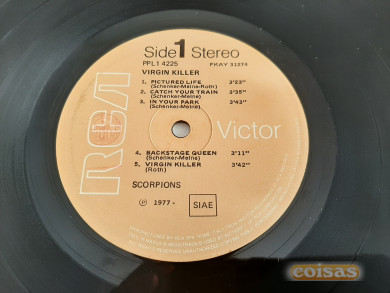 Side 1 Stereo
PPL1 4225
PKAY 31274
VIRGIN KILLER
1. PICTURED LIFE 3'23"
(Schenker-Meine-Roth)
2. CATCH YOUR TRAIN 3'35"
(Schenker-Meine)
3. IN YOUR PARK 3'43"
(Schenker-Meine)
RCA Victor
4. BACKSTAGE QUEEN 3'11"
(Schenker-Meine)
5. VIRGIN KILLER 3'42"
(Roth)
SCORPIONS
Ⓟ 1977 - SIAE
coisas